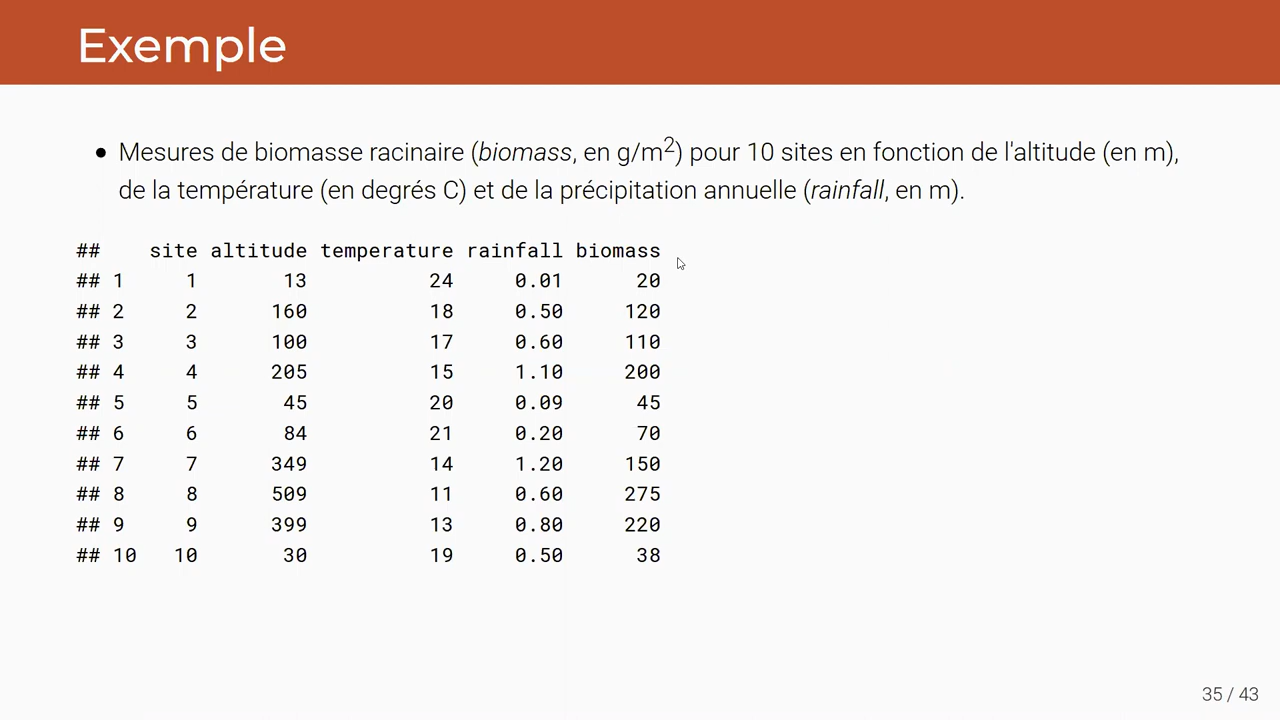 Exemple
• Mesures de biomasse racinaire (biomass, en g/m²) pour 10 sites en fonction de l'altitude (en m),
de la température (en degrés C) et de la précipitation annuelle (rainfall, en m).
##    site altitude temperature rainfall biomass
## 1     1       13          24     0.01      20
## 2     2      160          18     0.50     120
## 3     3      100          17     0.60     110
## 4     4      205          15     1.10     200
## 5     5       45          20     0.09      45
## 6     6       84          21     0.20      70
## 7     7      349          14     1.20     150
## 8     8      509          11     0.60     275
## 9     9      399          13     0.80     220
## 10   10       30          19     0.50      38
35 / 43